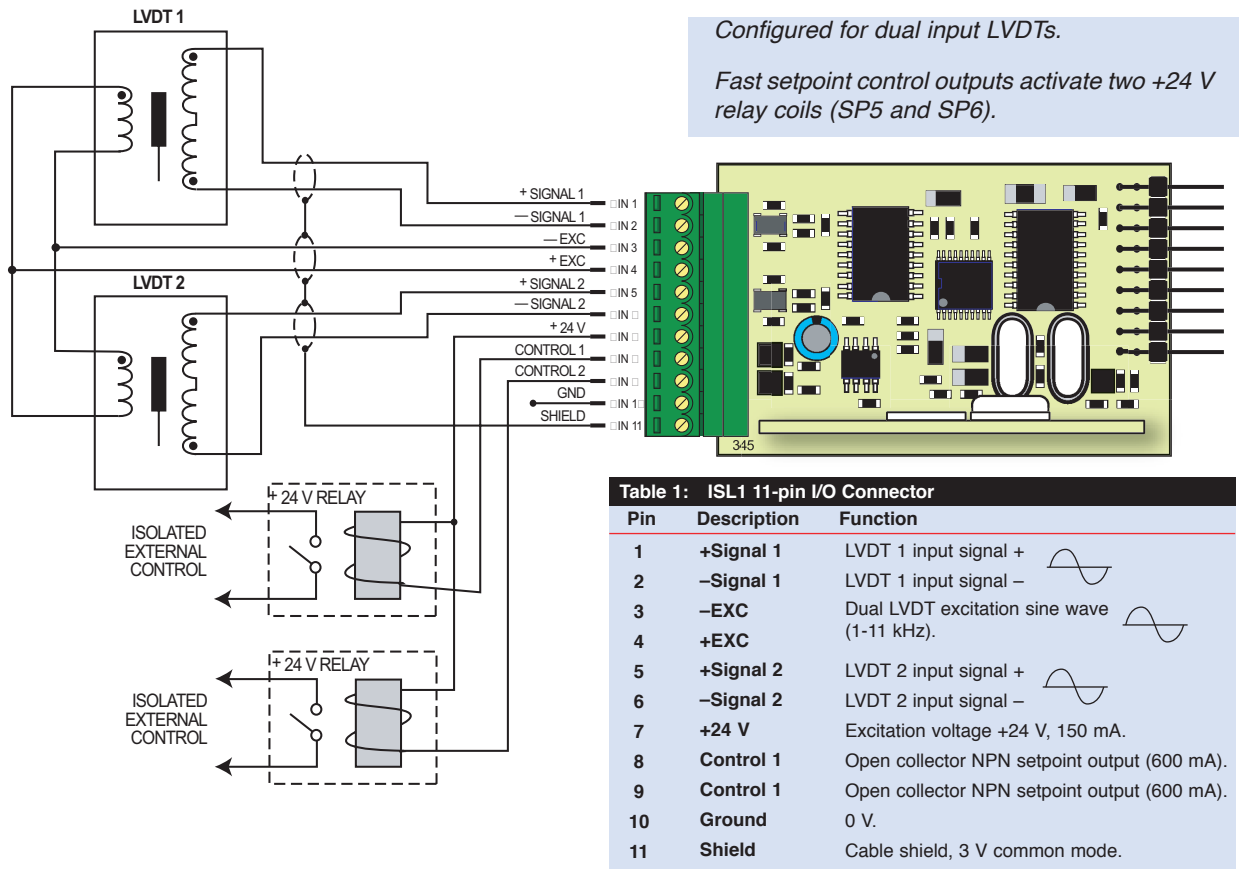 LVDT 1
Configured for dual input LVDTs.
Fast setpoint control outputs activate two +24 V
relay coils (SP5 and SP6).
+ SIGNAL 1
IN 1
— SIGNAL 1
IN 2
— EXC
IN 3
+ EXC
IN 4
LVDT 2
+ SIGNAL 2
IN 5
— SIGNAL 2
IN
+ 24 V
IN
CONTROL 1
IN
CONTROL 2
IN
GND
IN 1
SHIELD
IN 11
345
+ 24 V RELAY
ISOLATED
EXTERNAL
CONTROL
+ 24 V RELAY
ISOLATED
EXTERNAL
CONTROL
Table 1: ISL1 11-pin I/O Connector
Pin Description Function
1 +Signal 1 LVDT 1 input signal +
2 –Signal 1 LVDT 1 input signal –
3 –EXC Dual LVDT excitation sine wave
4 +EXC (1-11 kHz).
5 +Signal 2 LVDT 2 input signal +
6 –Signal 2 LVDT 2 input signal –
7 +24 V Excitation voltage +24 V, 150 mA.
8 Control 1 Open collector NPN setpoint output (600 mA).
9 Control 1 Open collector NPN setpoint output (600 mA).
10 Ground 0 V.
11 Shield Cable shield, 3 V common mode.